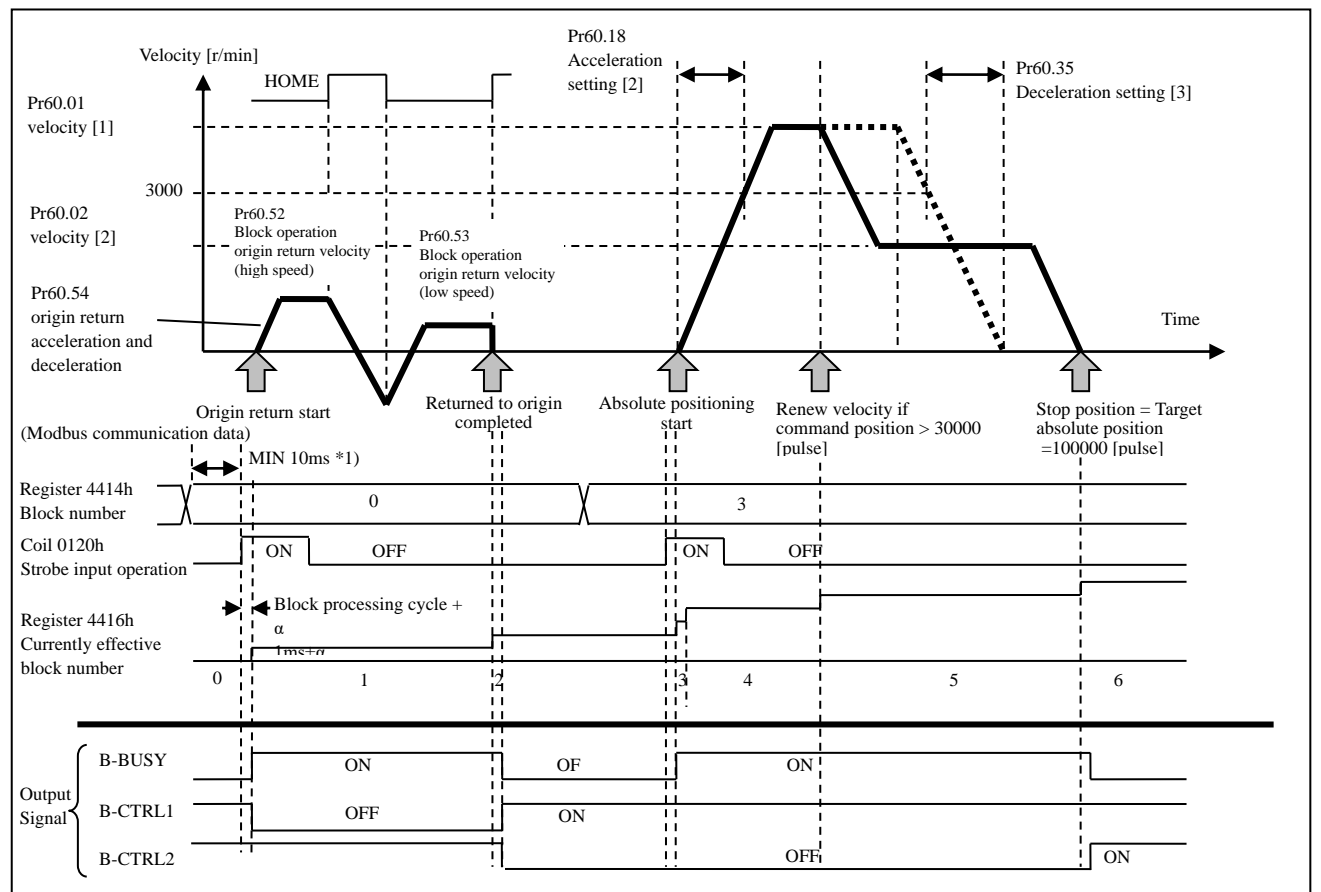 Velocity [r/min]
HOME
Pr60.18
Acceleration
setting [2]
Pr60.35
Deceleration setting [3]
Pr60.01
velocity [1]
3000
Pr60.02
velocity [2]
Pr60.52
Block operation
origin return velocity
(high speed)
Pr60.53
Block operation
origin return velocity
(low speed)
Pr60.54
origin return
acceleration and
deceleration
Time
Origin return start
Returned to origin
completed
Absolute positioning
start
Renew velocity if
command position > 30000
[pulse]
Stop position = Target
absolute position
=100000 [pulse]
(Modbus communication data)
MIN 10ms *1)
Register 4414h
Block number
0
3
Coil 0120h
Strobe input operation
ON
OFF
ON
OFF
Block processing cycle +
α
1ms+α
Register 4416h
Currently effective
block number
0
1
2
3
4
5
6
Output
Signal
B-BUSY
ON
OF
ON
B-CTRL1
OFF
ON
B-CTRL2
OFF
ON